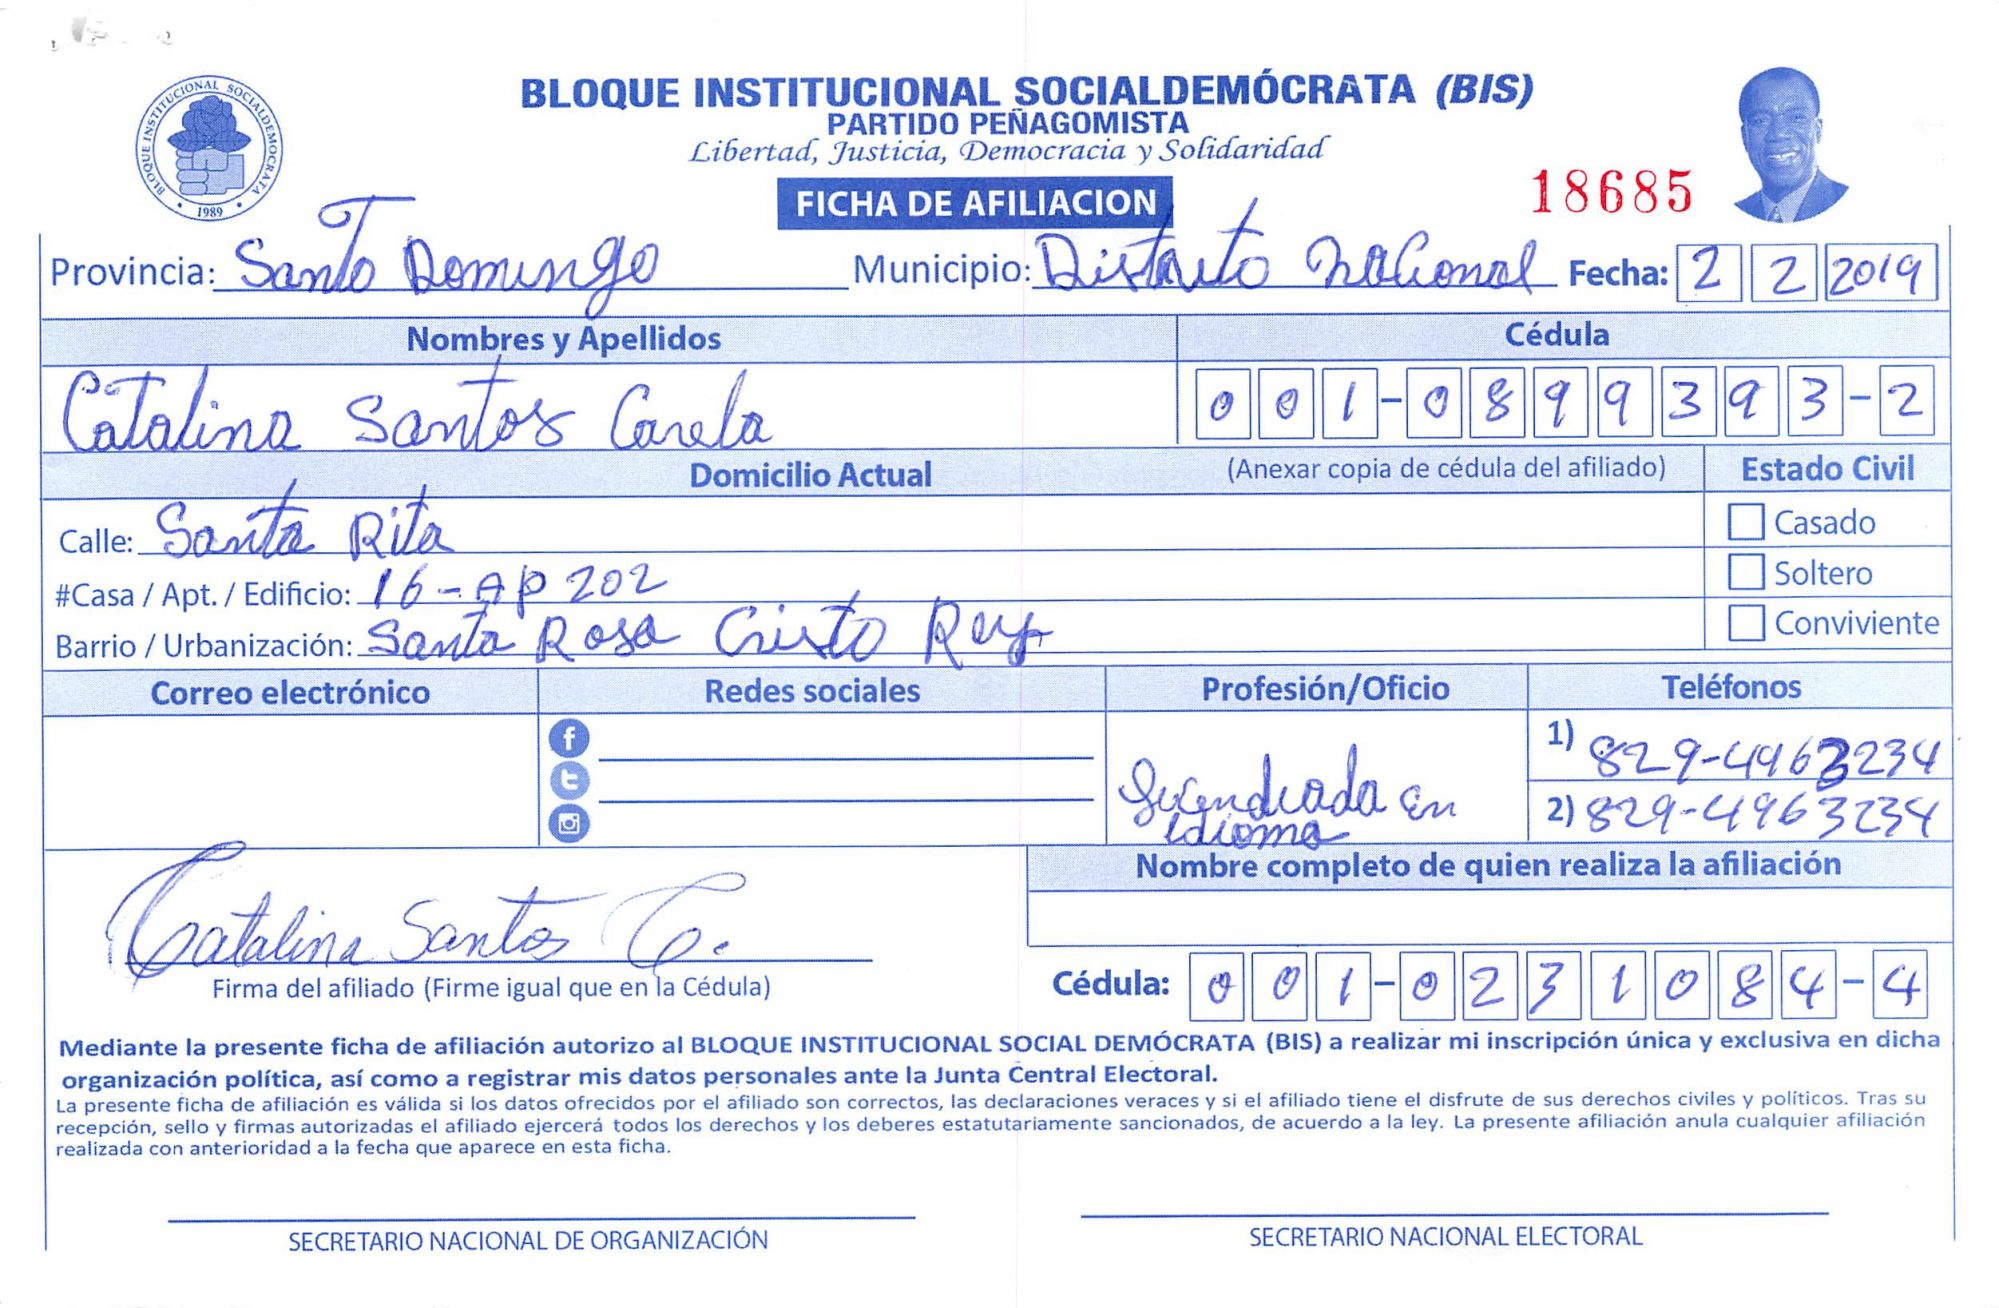 BLOQUE INSTITUCIONAL SOCIALDEMOCRATA
1989
BLOQUE INSTITUCIONAL SOCIALDEMÓCRATA (BIS)
PARTIDO PEÑAGOMISTA
Libertad, Justicia, Democracia y Solidaridad
FICHA DE AFILIACION
18685
Provincia: Santo Domingo Municipio: Distrito Nacional Fecha: 2 2 2019
Nombres y Apellidos Cédula
Catalina Santos Carela 001-0899393-2
Domicilio Actual (Anexar copia de cédula del afiliado) Estado Civil
Calle: Santa Rita Casado
#Casa / Apt. / Edificio: 16-Ap 202 Soltero
Barrio / Urbanización: Santa Rosa Cristo Rey Conviviente
Correo electrónico Redes sociales Profesión/Oficio Teléfonos
1) 829-4963234
en
idioma
2) 829-4963234
Nombre completo de quien realiza la afiliación
Catalina Santos C.
Firma del afiliado (Firme igual que en la Cédula) Cédula: 001-0231084-4
Mediante la presente ficha de afiliación autorizo al BLOQUE INSTITUCIONAL SOCIAL DEMÓCRATA (BIS) a realizar mi inscripción única y exclusiva en dicha
organización política, así como a registrar mis datos personales ante la Junta Central Electoral.
La presente ficha de afiliación es válida si los datos ofrecidos por el afiliado son correctos, las declaraciones veraces y si el afiliado tiene el disfrute de sus derechos civiles y políticos. Tras su
recepción, sello y firmas autorizadas el afiliado ejercerá todos los derechos y los deberes estatutariamente sancionados, de acuerdo a la ley. La presente afiliación anula cualquier afiliación
realizada con anterioridad a la fecha que aparece en esta ficha.
SECRETARIO NACIONAL DE ORGANIZACIÓN SECRETARIO NACIONAL ELECTORAL